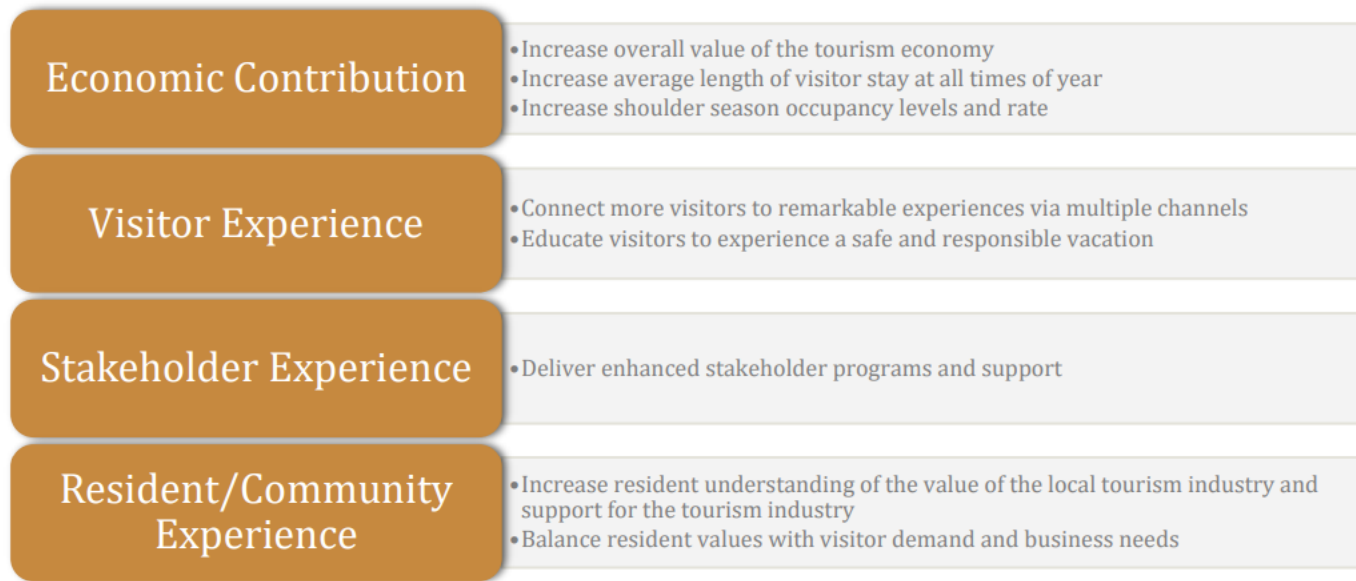 Economic Contribution
•Increase overall value of the tourism economy
•Increase average length of visitor stay at all times of year
•Increase shoulder season occupancy levels and rate
Visitor Experience
•Connect more visitors to remarkable experiences via multiple channels
•Educate visitors to experience a safe and responsible vacation
Stakeholder Experience
•Deliver enhanced stakeholder programs and support
Resident/Community
Experience
•Increase resident understanding of the value of the local tourism industry and
support for the tourism industry
•Balance resident values with visitor demand and business needs